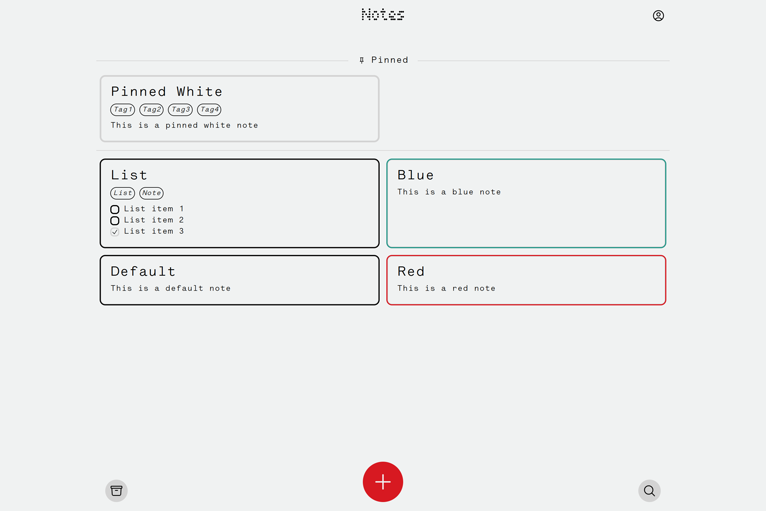 Notes
Pinned
Pinned White
Tag1 Tag2 Tag3 Tag4
This is a pinned white note
List
List Note
List item 1
List item 2
List item 3
Blue
This is a blue note
Default
This is a default note
Red
This is a red note